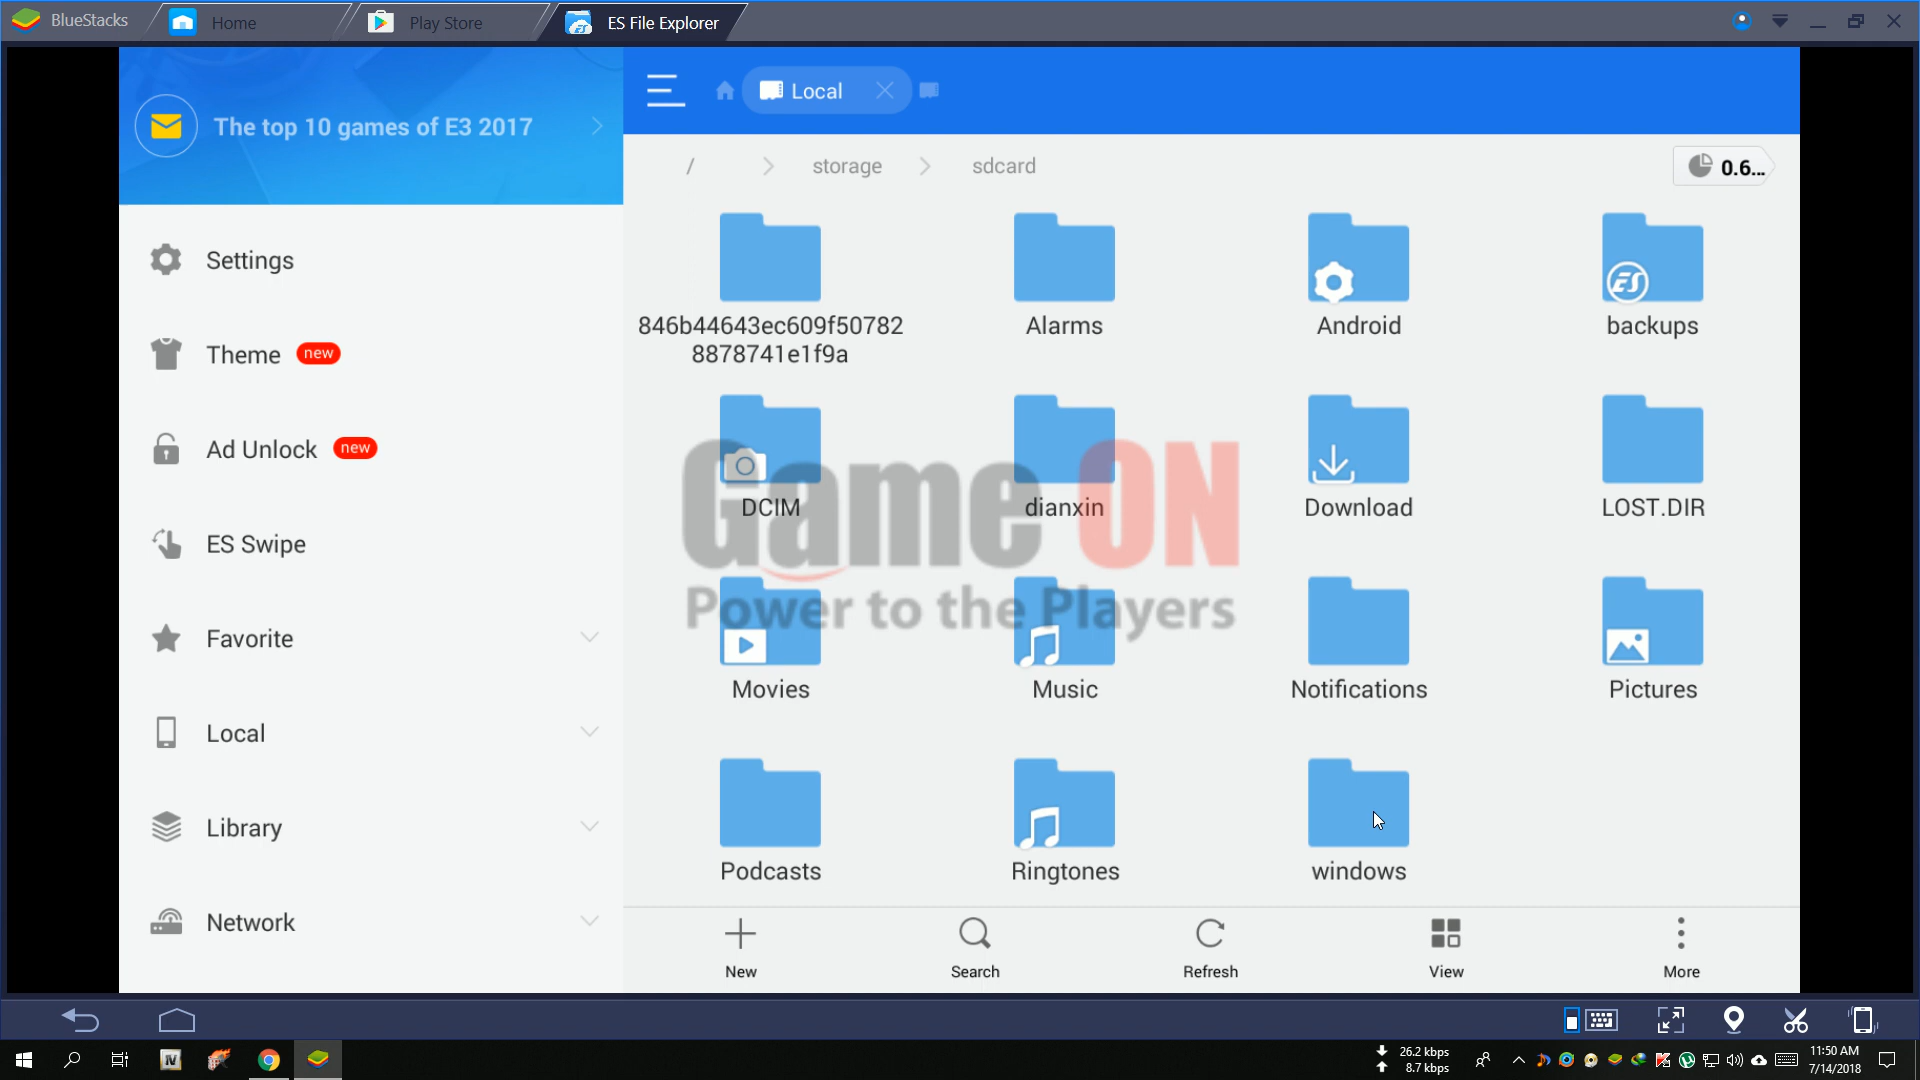 BlueStacks
Home
Play Store
ES File Explorer
The top 10 games of E3 2017
Local
/ storage sdcard
0.6...
Settings
Theme new
Ad Unlock new
ES Swipe
Favorite
Local
Library
Network
846b44643ec609f50782
8878741e1f9a
Alarms
Android
ES
backups
DCIM
dianxin
Download
LOST.DIR
Game ON
Power to the Players
Movies
Music
Notifications
Pictures
Podcasts
Ringtones
windows
New
Search
Refresh
View
More
IV
26.2 kbps
8.7 kbps
11:50 AM
7/14/2018